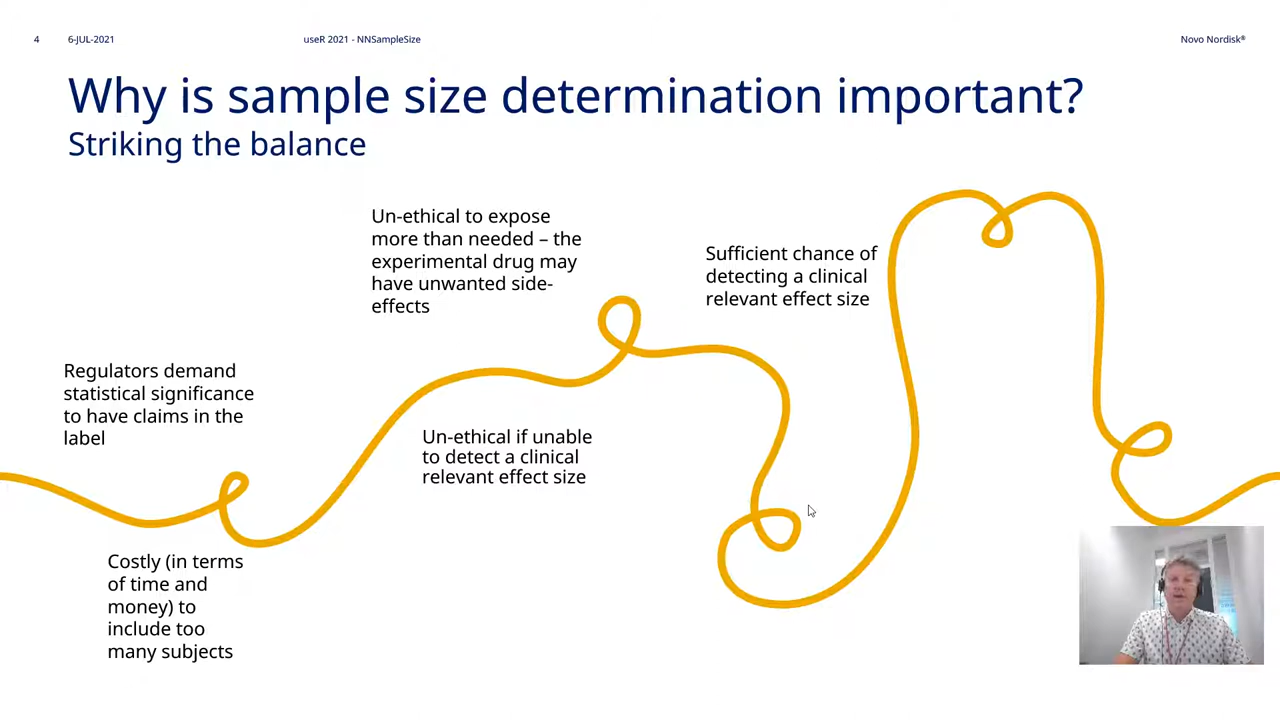 4
6-JUL-2021
useR 2021 - NNSampleSize
Novo Nordisk®
Why is sample size determination important?
Striking the balance
Un-ethical to expose
more than needed – the
experimental drug may
have unwanted side-
effects
Sufficient chance of
detecting a clinical
relevant effect size
Regulators demand
statistical significance
to have claims in the
label
Un-ethical if unable
to detect a clinical
relevant effect size
Costly (in terms
of time and
money) to
include too
many subjects